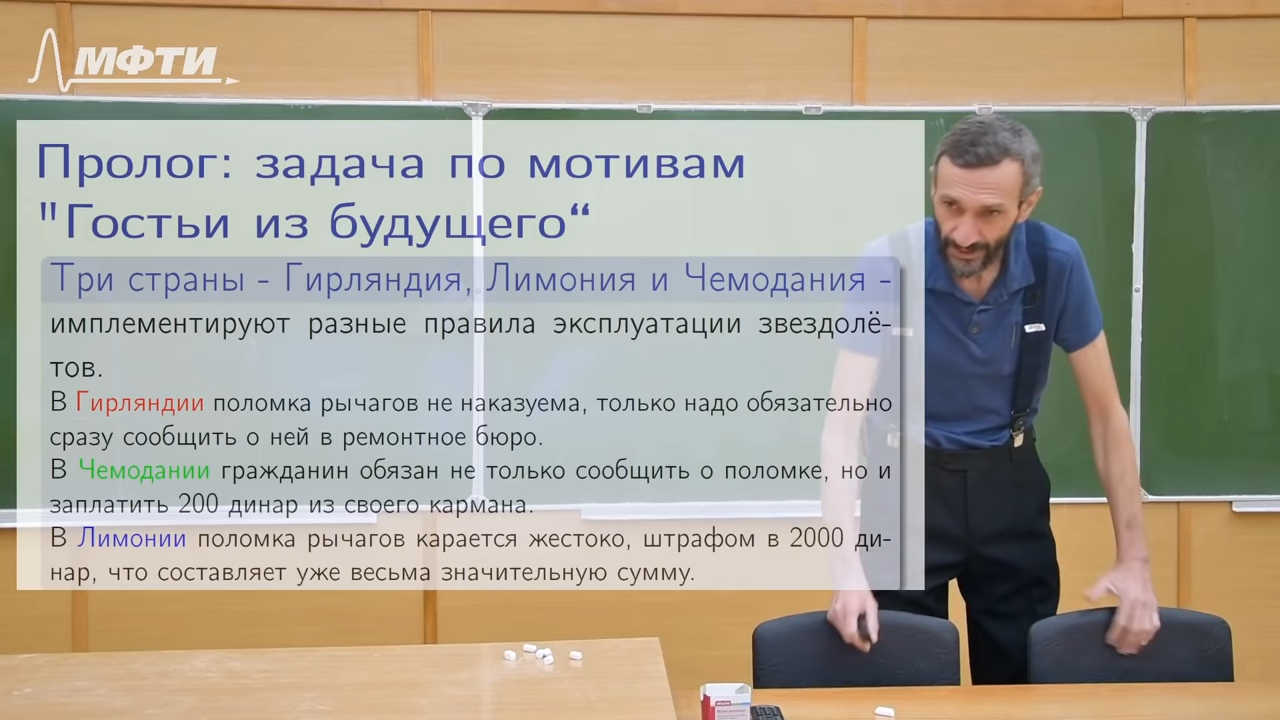 МФТИ
Пролог: задача по мотивам
"Гостьи из будущего“
Три страны - Гирляндия, Лимония и Чемодания -
имплементируют разные правила эксплуатации звездолё-
тов.
В Гирляндии поломка рычагов не наказуема, только надо обязательно
сразу сообщить о ней в ремонтное бюро.
В Чемодании гражданин обязан не только сообщить о поломке, но и
заплатить 200 динар из своего кармана.
В Лимонии поломка рычагов карается жестоко, штрафом в 2000 ди-
нар, что составляет уже весьма значительную сумму.